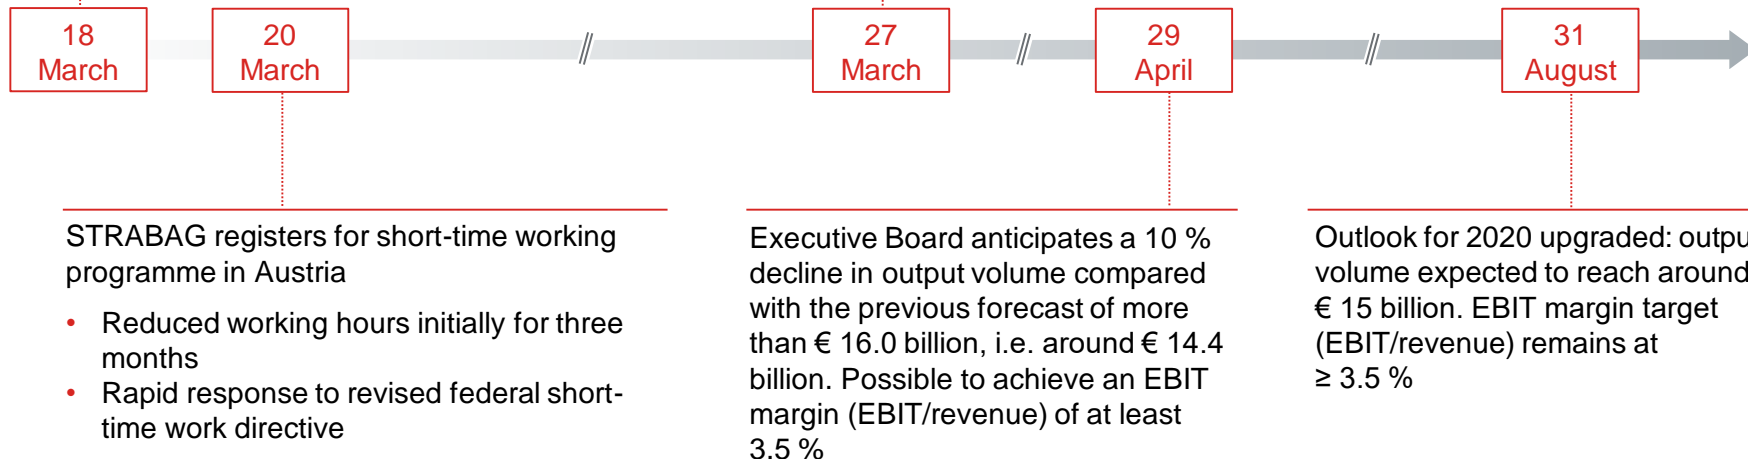 18
March
20
March
27
March
29
April
31
August
STRABAG registers for short-time working
programme in Austria
• Reduced working hours initially for three
months
• Rapid response to revised federal short-
time work directive
Executive Board anticipates a 10 %
decline in output volume compared
with the previous forecast of more
than € 16.0 billion, i.e. around € 14.4
billion. Possible to achieve an EBIT
margin (EBIT/revenue) of at least
3.5 %
Outlook for 2020 upgraded: outpu
volume expected to reach around
€ 15 billion. EBIT margin target
(EBIT/revenue) remains at
≥ 3.5 %